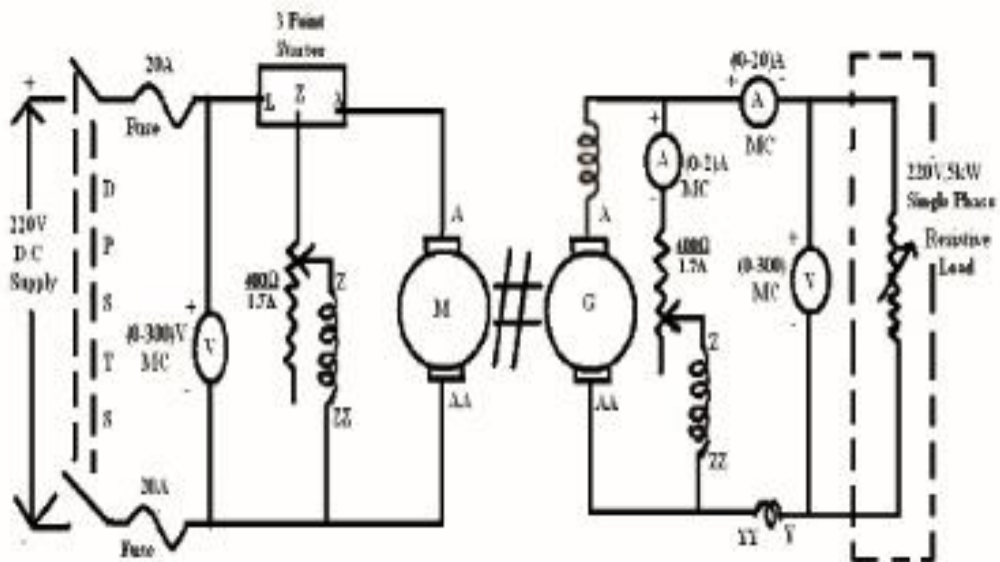 3 Point
Starter
20A
Fuse
+
L
Z
A
D
P
S
T
S
220V
D.C
Supply
+
(0-300)V
MC
V
-
400Ω
1.7A
Z
ZZ
A
M
AA
20A
Fuse
A
G
AA
+
A
(0-2)A
MC
-
400Ω
1.7A
Z
ZZ
(0-20)A
+
-
A
MC
+
(0-300)
MC
V
-
YY
Y
220V,5kW
Single Phase
Resistive
Load